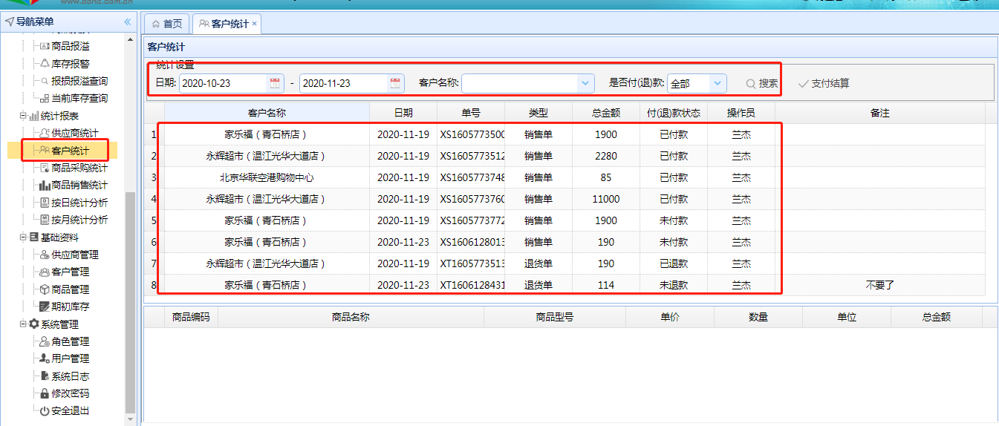 导航菜单
商品报溢
库存报警
报损报溢查询
当前库存查询
统计报表
供应商统计
客户统计
商品采购统计
商品销售统计
按日统计分析
按月统计分析
基础资料
供应商管理
客户管理
商品管理
期初库存
系统管理
角色管理
用户管理
系统日志
修改密码
安全退出
首页 客户统计
客户统计
统计设置
日期: 2020-10-23 - 2020-11-23 客户名称: 是否付(退)款: 全部 搜索 支付结算
客户名称 日期 单号 类型 总金额 付(退)款状态 操作员 备注
1 家乐福（青石桥店） 2020-11-19 XS1605773500 销售单 1900 已付款 兰杰
2 永辉超市（温江光华大道店） 2020-11-19 XS1605773512 销售单 2280 已付款 兰杰
3 北京华联空港购物中心 2020-11-19 XS1605773748 销售单 85 已付款 兰杰
4 永辉超市（温江光华大道店） 2020-11-19 XS1605773760 销售单 11000 已付款 兰杰
5 家乐福（青石桥店） 2020-11-19 XS1605773772 销售单 1900 未付款 兰杰
6 家乐福（青石桥店） 2020-11-23 XS1606128013 销售单 190 未付款 兰杰
7 永辉超市（温江光华大道店） 2020-11-19 XT1605773513 退货单 190 已退款 兰杰
8 家乐福（青石桥店） 2020-11-23 XT1606128431 退货单 114 未退款 兰杰 不要了
商品编码 商品名称 商品型号 单价 数量 单位 总金额